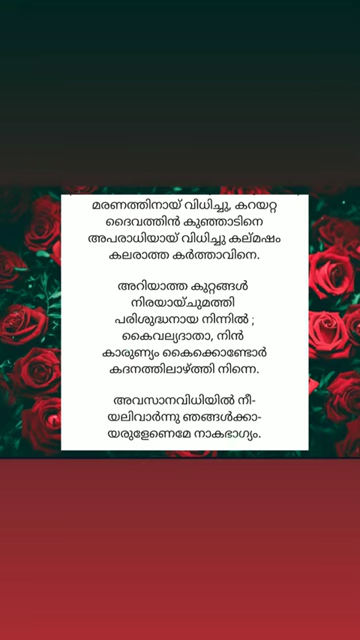 മരണത്തിനായ് വിധിച്ചു, കറയറ്റ
ദൈവത്തിൻ കുഞ്ഞാടിനെ
അപരാധിയായ് വിധിച്ചു കല്മഷം
കലരാത്ത കർത്താവിനെ.
അറിയാത്ത കുറ്റങ്ങൾ
നിരയായ്ചുമത്തി
പരിശുദ്ധനായ നിന്നിൽ ;
കൈവല്യദാതാ, നിൻ
കാരുണ്യം കൈക്കൊണ്ടോർ
കദനത്തിലാഴ്ത്തി നിന്നെ.
അവസാനവിധിയിൽ നീ-
യലിവാർന്നു ഞങ്ങൾക്കാ-
യരുളേണെമേ നാകഭാഗ്യം.